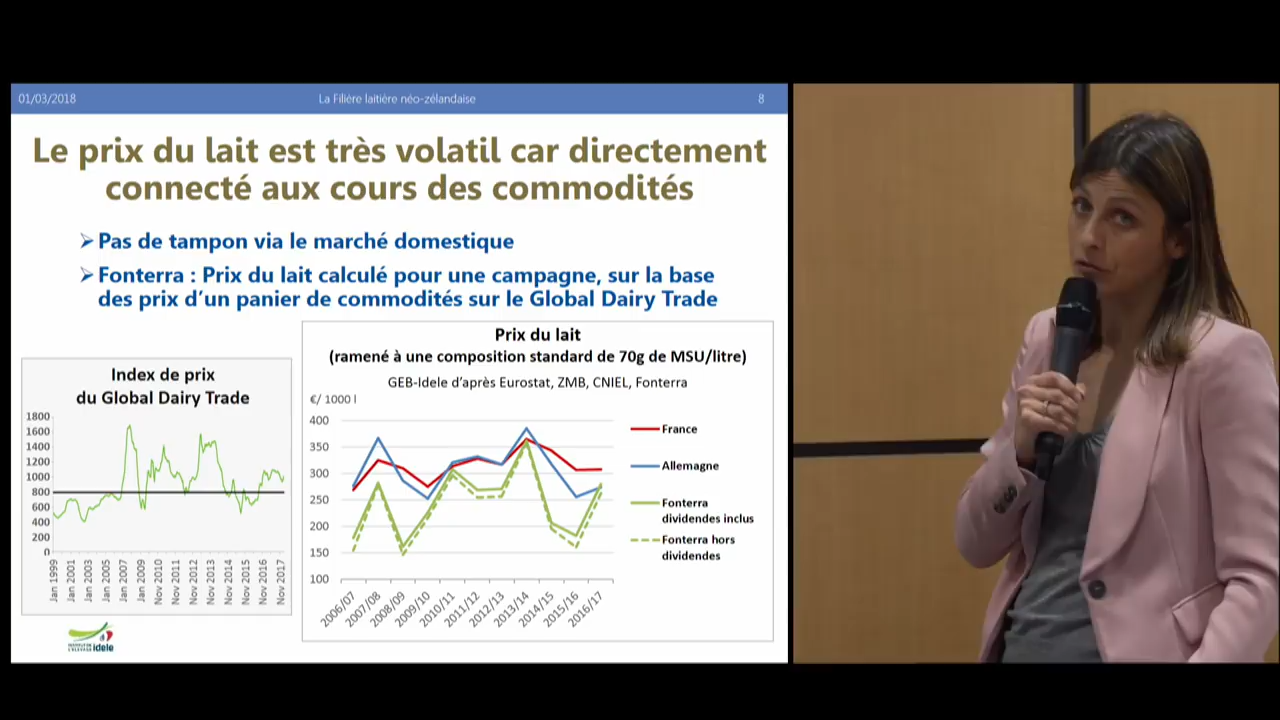 01/03/2018
La Filière laitière néo-zélandaise
8
Le prix du lait est très volatil car directement
connecté aux cours des commodités
➢ Pas de tampon via le marché domestique
➢ Fonterra : Prix du lait calculé pour une campagne, sur la base
des prix d'un panier de commodités sur le Global Dairy Trade
Index de prix
du Global Dairy Trade
1800
1600
1400
1200
1000
800
600
400
200
0
Jan 1999
Jan 2001
Jan 2003
Jan 2005
Jan 2007
Jan 2009
Nov 2010
Nov 2011
Nov 2012
Nov 2013
Nov 2014
Nov 2015
Nov 2016
Nov 2017
Prix du lait
(ramené à une composition standard de 70g de MSU/litre)
GEB-Idele d'après Eurostat, ZMB, CNIEL, Fonterra
€/ 1000 l
400
350
300
250
200
150
100
2006/07
2007/08
2008/09
2009/10
2010/11
2011/12
2012/13
2013/14
2014/15
2015/16
2016/17
France
Allemagne
Fonterra
dividendes inclus
Fonterra hors
dividendes
INSTITUT DE
L'ELEVAGE idele